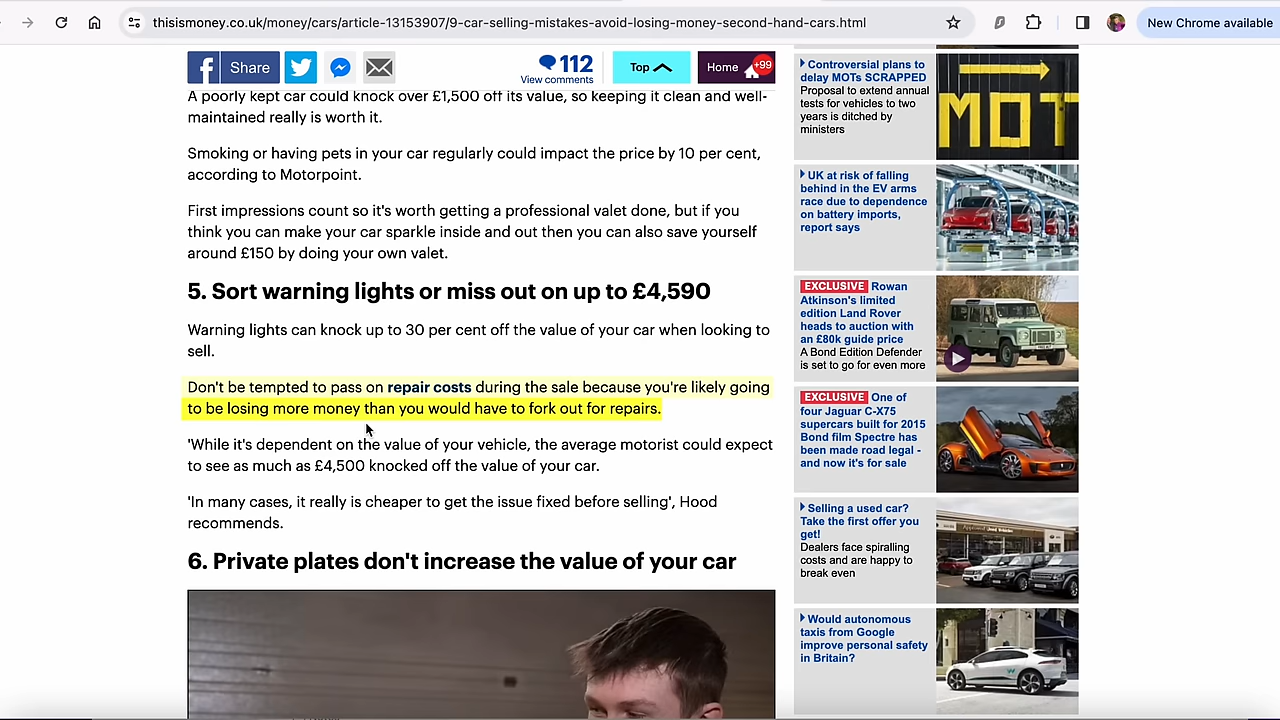 thisismoney.co.uk/money/cars/article-13153907/9-car-selling-mistakes-avoid-losing-money-second-hand-cars.html
New Chrome available
Share
112
View comments
Top
Home
+99
A poorly kept car could knock over £1,500 off its value, so keeping it clean and well-
maintained really is worth it.
Smoking or having pets in your car regularly could impact the price by 10 per cent,
according to Motorpoint.
First impressions count so it's worth getting a professional valet done, but if you
think you can make your car sparkle inside and out then you can also save yourself
around £150 by doing your own valet.
5. Sort warning lights or miss out on up to £4,590
Warning lights can knock up to 30 per cent off the value of your car when looking to
sell.
Don't be tempted to pass on repair costs during the sale because you're likely going
to be losing more money than you would have to fork out for repairs.
'While it's dependent on the value of your vehicle, the average motorist could expect
to see as much as £4,500 knocked off the value of your car.
'In many cases, it really is cheaper to get the issue fixed before selling', Hood
recommends.
6. Private plates don't increase the value of your car
Controversial plans to
delay MOTs SCRAPPED
Proposal to extend annual
tests for vehicles to two
years is ditched by
ministers
MOT
UK at risk of falling
behind in the EV arms
race due to dependence
on battery imports,
report says
EXCLUSIVE Rowan
Atkinson's limited
edition Land Rover
heads to auction with
an £80k guide price
A Bond Edition Defender
is set to go for even more
EXCLUSIVE One of
four Jaguar C-X75
supercars built for 2015
Bond film Spectre has
been made road legal -
and now it's for sale
Selling a used car?
Take the first offer you
get!
Dealers face spiralling
costs and are happy to
break even
Would autonomous
taxis from Google
improve personal safety
in Britain?